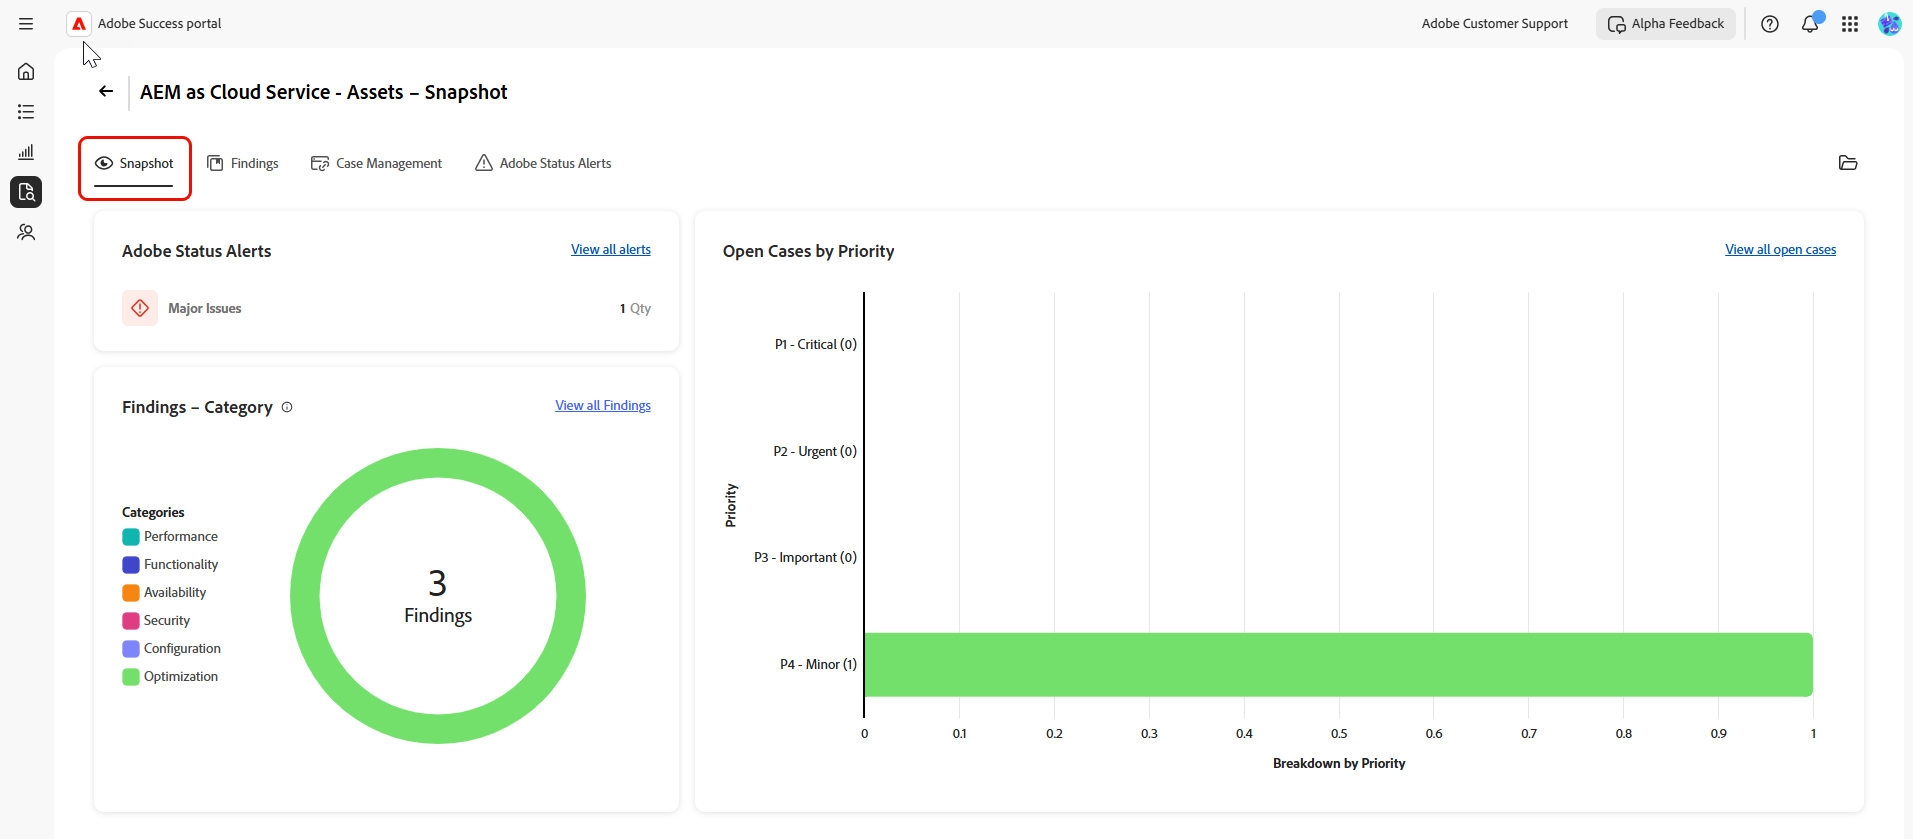 Adobe Success portal
Adobe Customer Support
Alpha Feedback
AEM as Cloud Service - Assets – Snapshot
Snapshot
Findings
Case Management
Adobe Status Alerts
Adobe Status Alerts
View all alerts
Major Issues
1 Qty
Findings – Category
View all Findings
Categories
Performance
Functionality
Availability
Security
Configuration
Optimization
3
Findings
Open Cases by Priority
View all open cases
Priority
P1 - Critical (0)
P2 - Urgent (0)
P3 - Important (0)
P4 - Minor (1)
0 0.1 0.2 0.3 0.4 0.5 0.6 0.7 0.8 0.9 1
Breakdown by Priority